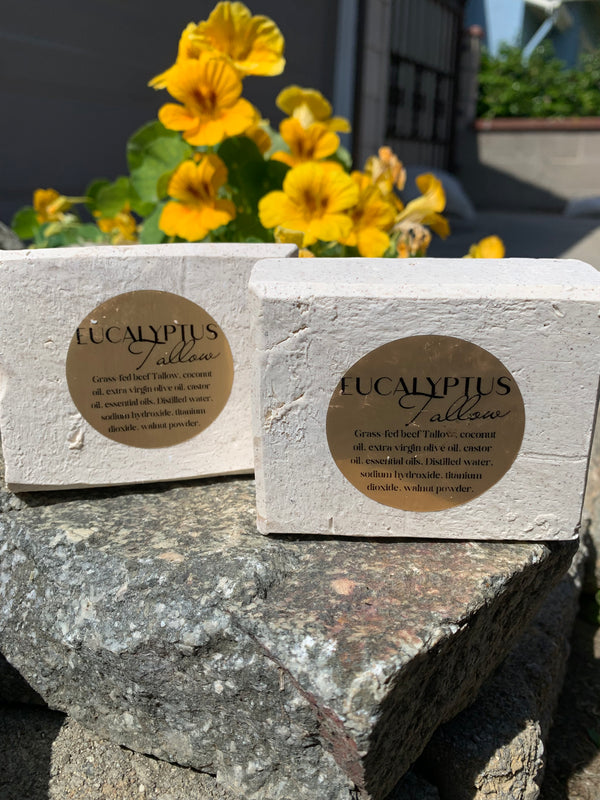 EUCALYPTUS
Tallow
Grass-fed beef Tallow, coconut
oil, extra virgin olive oil, castor
oil, essential oils, Distilled water,
sodium hydroxide, titanium
dioxide, walnut powder.
EUCALYPTUS
Tallow
Grass-fed beef Tallow, coconut
oil, extra virgin olive oil, castor
oil, essential oils, Distilled water,
sodium hydroxide, titanium
dioxide, walnut powder.